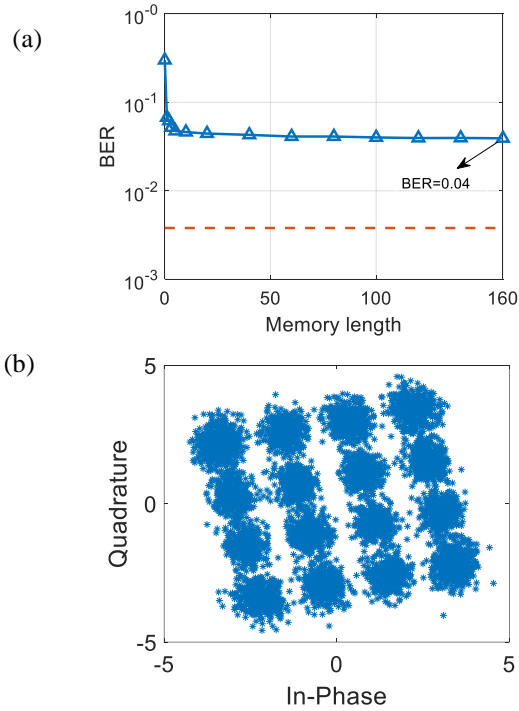 (a)
10^-0
10^-1
10^-2
10^-3
BER
BER=0.04
0 50 100 160
Memory length
(b)
5
0
-5
Quadrature
-5 0 5
In-Phase